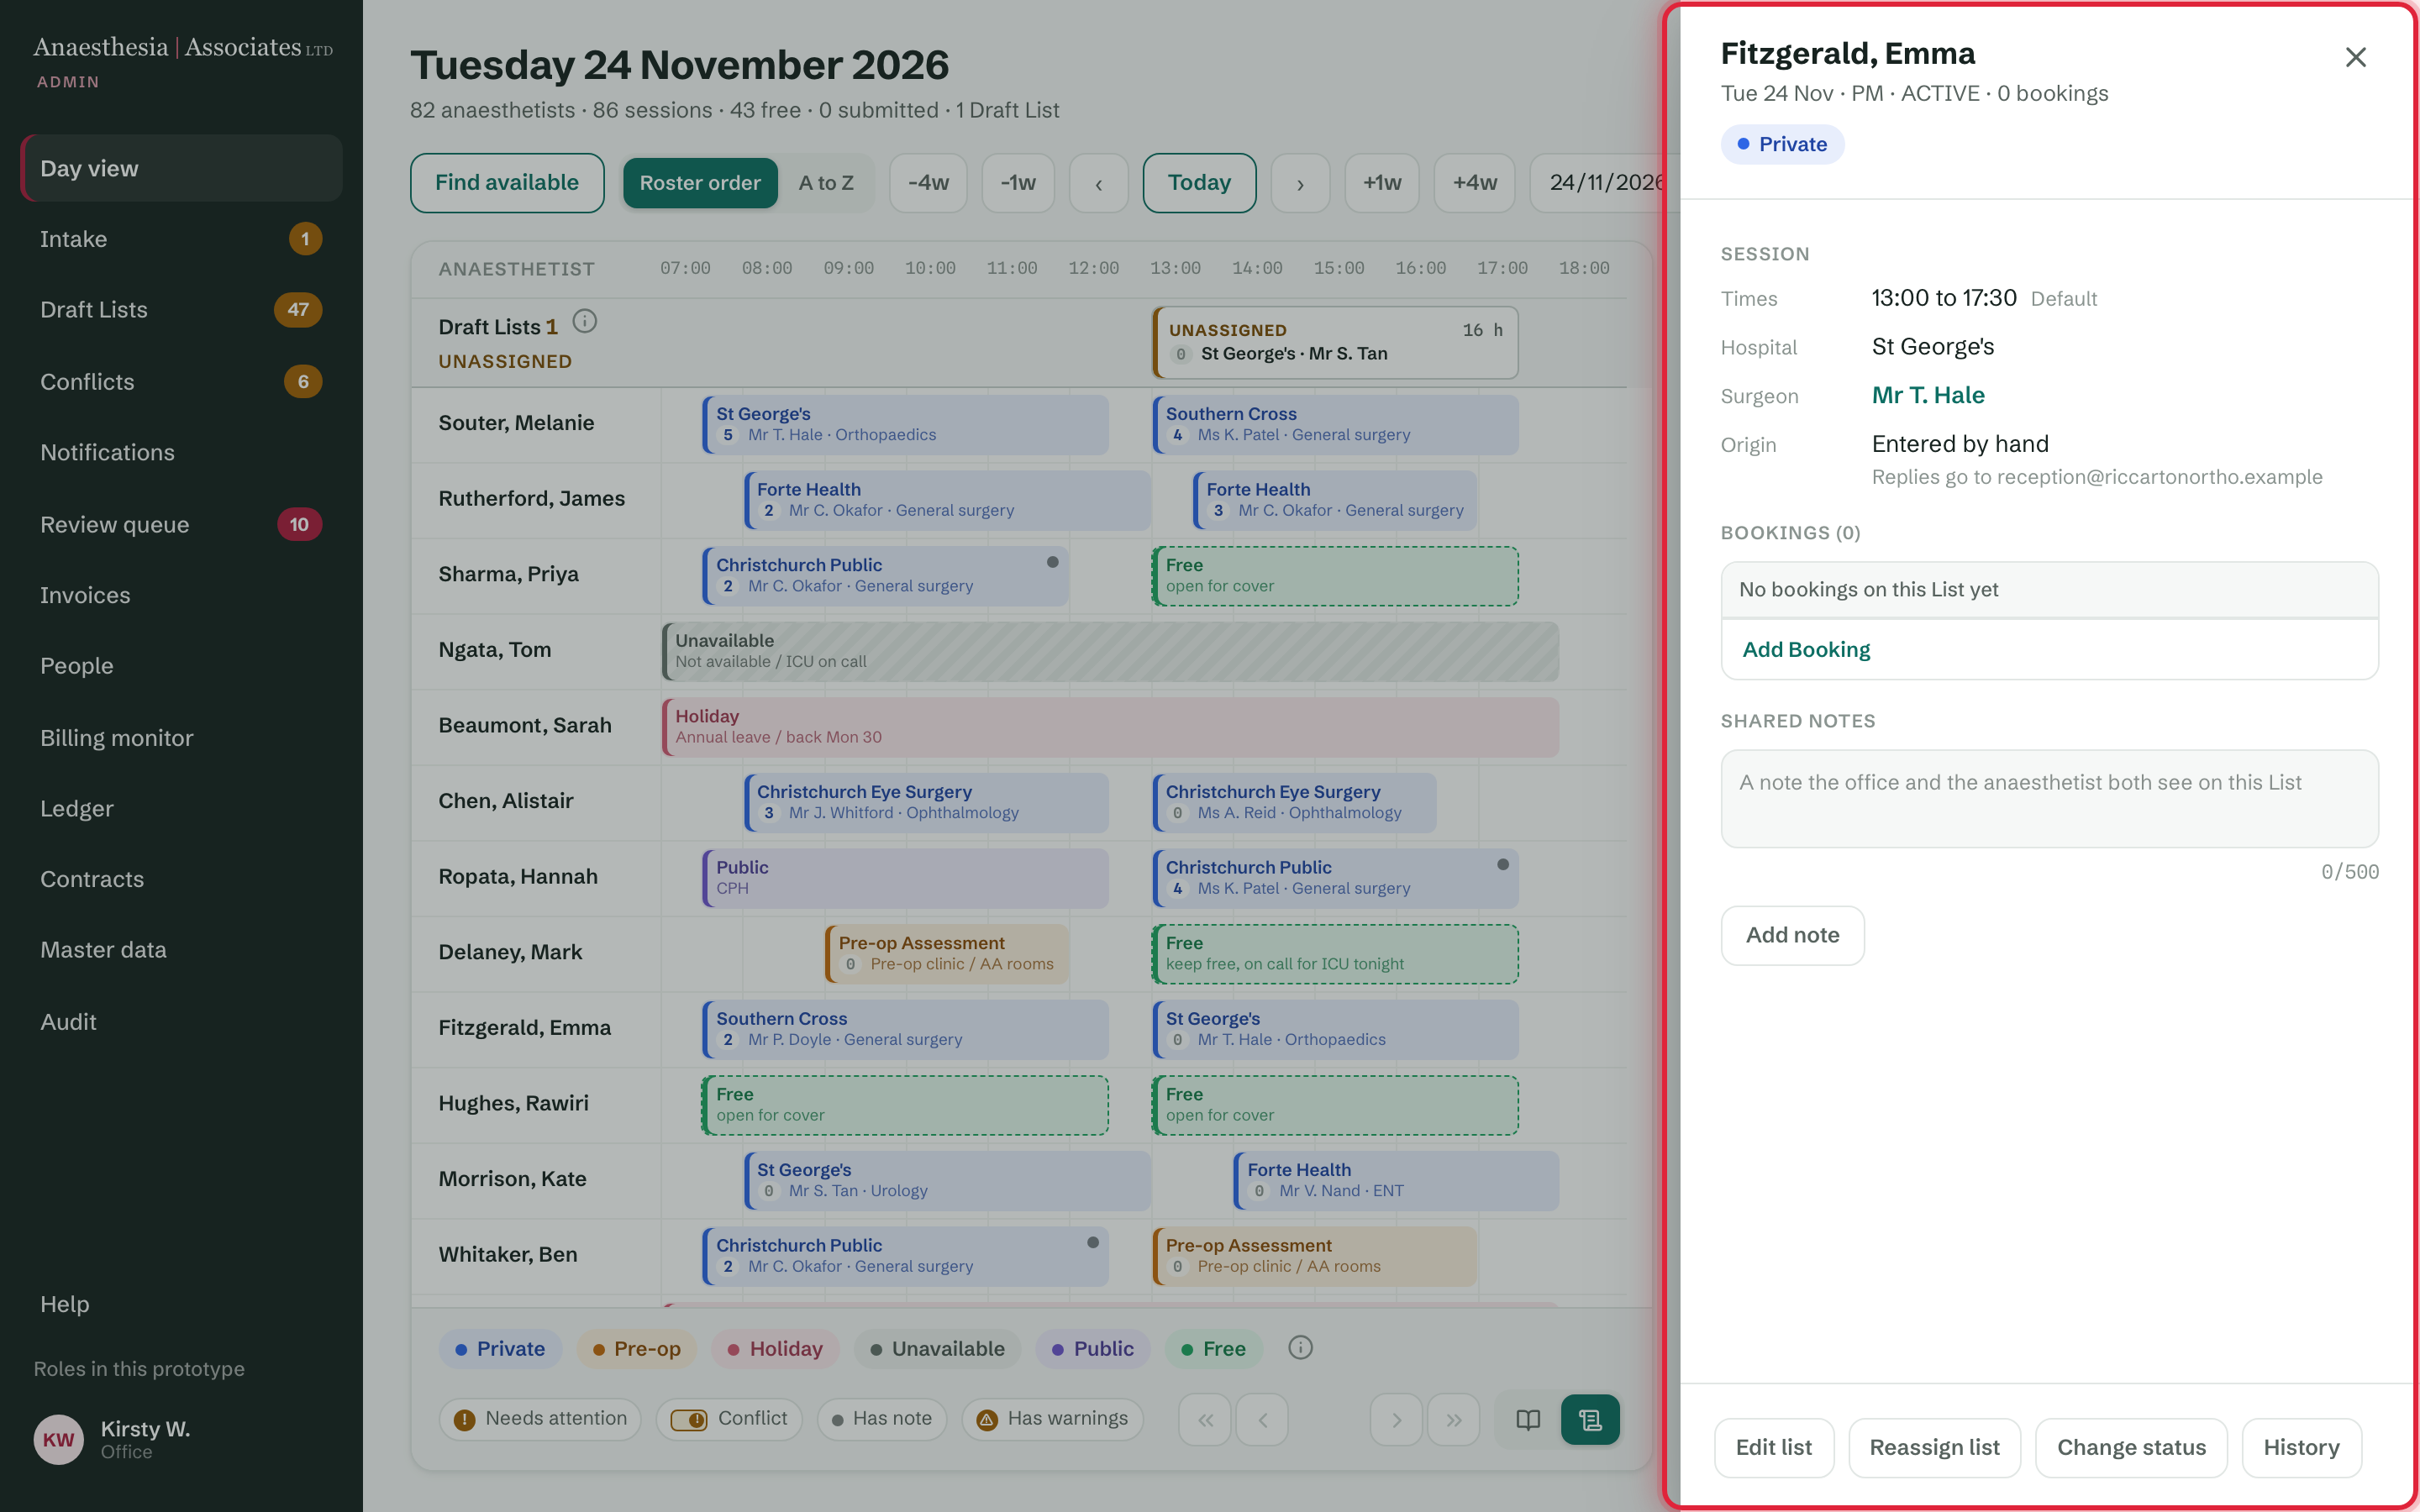 Anaesthesia | Associates LTD
ADMIN
Day view
Intake 1
Draft Lists 47
Conflicts 6
Notifications
Review queue 10
Invoices
People
Billing monitor
Ledger
Contracts
Master data
Audit
Help
Roles in this prototype
KW Kirsty W.
Office
Tuesday 24 November 2026
82 anaesthetists · 86 sessions · 43 free · 0 submitted · 1 Draft List
Find available Roster order A to Z -4w -1w ‹ Today › +1w +4w 24/11/2026
ANAESTHETIST 07:00 08:00 09:00 10:00 11:00 12:00 13:00 14:00 15:00 16:00 17:00 18:00
Draft Lists 1
UNASSIGNED
UNASSIGNED 16 h
0 St George's · Mr S. Tan
Souter, Melanie
St George's
5 Mr T. Hale · Orthopaedics
Southern Cross
4 Ms K. Patel · General surgery
Rutherford, James
Forte Health
2 Mr C. Okafor · General surgery
Forte Health
3 Mr C. Okafor · General surgery
Sharma, Priya
Christchurch Public
2 Mr C. Okafor · General surgery
Free
open for cover
Ngata, Tom
Unavailable
Not available / ICU on call
Beaumont, Sarah
Holiday
Annual leave / back Mon 30
Chen, Alistair
Christchurch Eye Surgery
3 Mr J. Whitford · Ophthalmology
Christchurch Eye Surgery
0 Ms A. Reid · Ophthalmology
Ropata, Hannah
Public
CPH
Christchurch Public
4 Ms K. Patel · General surgery
Delaney, Mark
Pre-op Assessment
0 Pre-op clinic / AA rooms
Free
keep free, on call for ICU tonight
Fitzgerald, Emma
Southern Cross
2 Mr P. Doyle · General surgery
St George's
0 Mr T. Hale · Orthopaedics
Hughes, Rawiri
Free
open for cover
Free
open for cover
Morrison, Kate
St George's
0 Mr S. Tan · Urology
Forte Health
0 Mr V. Nand · ENT
Whitaker, Ben
Christchurch Public
2 Mr C. Okafor · General surgery
Pre-op Assessment
0 Pre-op clinic / AA rooms
Private Pre-op Holiday Unavailable Public Free
Needs attention Conflict Has note Has warnings « ‹ › »
Fitzgerald, Emma
Tue 24 Nov · PM · ACTIVE · 0 bookings
Private
SESSION
Times 13:00 to 17:30 Default
Hospital St George's
Surgeon Mr T. Hale
Origin Entered by hand
Replies go to reception@riccartonortho.example
BOOKINGS (0)
No bookings on this List yet
Add Booking
SHARED NOTES
A note the office and the anaesthetist both see on this List
0/500
Add note
Edit list Reassign list Change status History